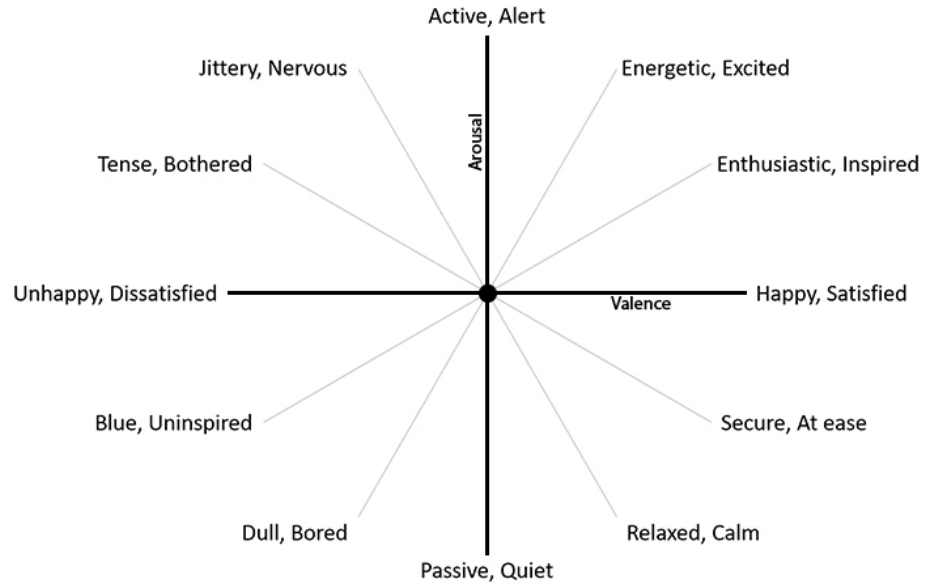 Active, Alert
Jittery, Nervous
Energetic, Excited
Arousal
Tense, Bothered
Enthusiastic, Inspired
Unhappy, Dissatisfied
Happy, Satisfied
Valence
Blue, Uninspired
Secure, At ease
Dull, Bored
Relaxed, Calm
Passive, Quiet